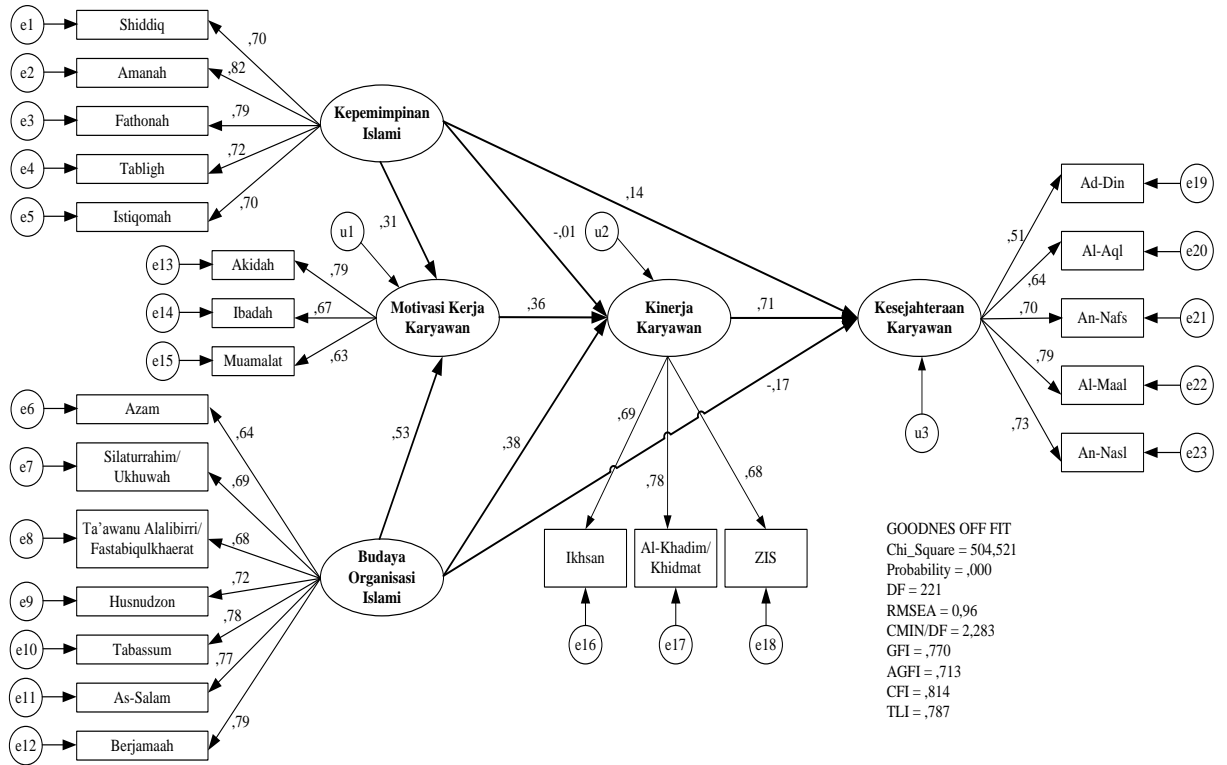 e1
Shiddiq
,70
e2
Amanah
,82
e3
Fathonah
,79
e4
Tabligh
,72
e5
Istiqomah
,70
Kepemimpinan
Islami
,31
-,01
,14
u1
u2
e13
Akidah
,79
e14
Ibadah
,67
e15
Muamalat
,63
Motivasi Kerja
Karyawan
,36
Kinerja
Karyawan
,71
Kesejahteraan
Karyawan
u3
Ad-Din
e19
,51
Al-Aql
e20
,64
An-Nafs
e21
,70
Al-Maal
e22
,79
An-Nasl
e23
,73
e6
Azam
,64
e7
Silaturrahim/
Ukhuwah
,69
e8
Ta'awanu Alalibirri/
Fastabiqulkhaerat
,68
e9
Husnudzon
,72
e10
Tabassum
,78
e11
As-Salam
,77
e12
Berjamaah
,79
Budaya
Organisasi
Islami
,53
,38
-,17
,69
,78
,68
Ikhsan
Al-Khadim/
Khidmat
ZIS
e16
e17
e18
GOODNES OFF FIT
Chi_Square = 504,521
Probability = ,000
DF = 221
RMSEA = 0,96
CMIN/DF = 2,283
GFI = ,770
AGFI = ,713
CFI = ,814
TLI = ,787